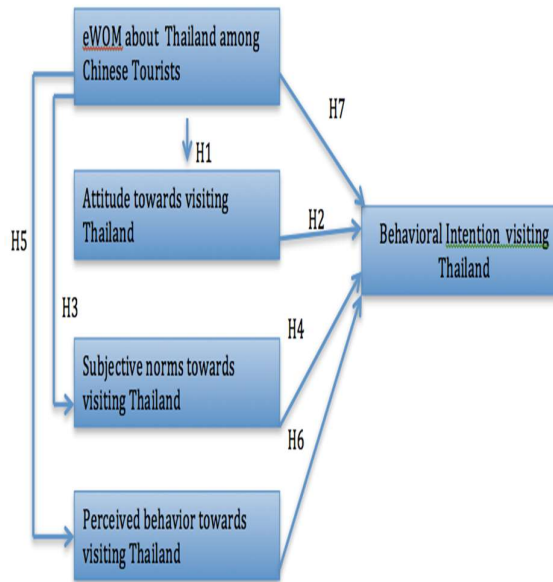 eWOM about Thailand among
Chinese Tourists
H7
H1
Attitude towards visiting
Thailand
H2
Behavioral Intention visiting
Thailand
H5
H3
H4
Subjective norms towards
visiting Thailand
H6
Perceived behavior towards
visiting Thailand